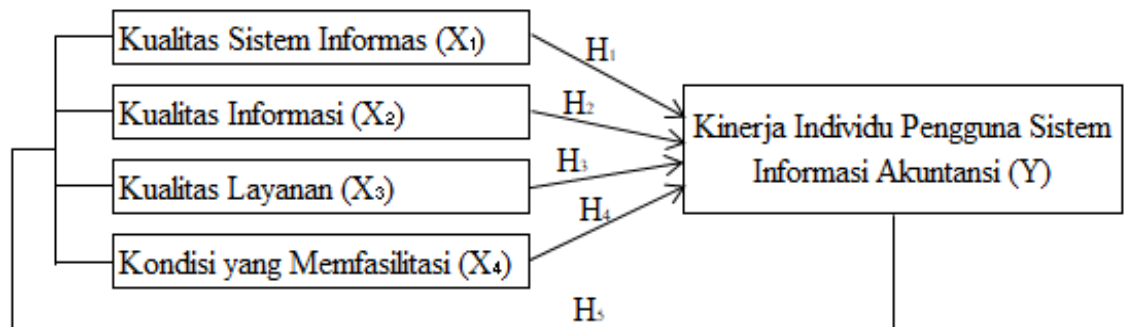 Kualitas Sistem Informas (X₁)
H₁
Kualitas Informasi (X₂)
H₂
Kinerja Individu Pengguna Sistem
Informasi Akuntansi (Y)
Kualitas Layanan (X₃)
H₃
Kondisi yang Memfasilitasi (X₄)
H₄
H₅